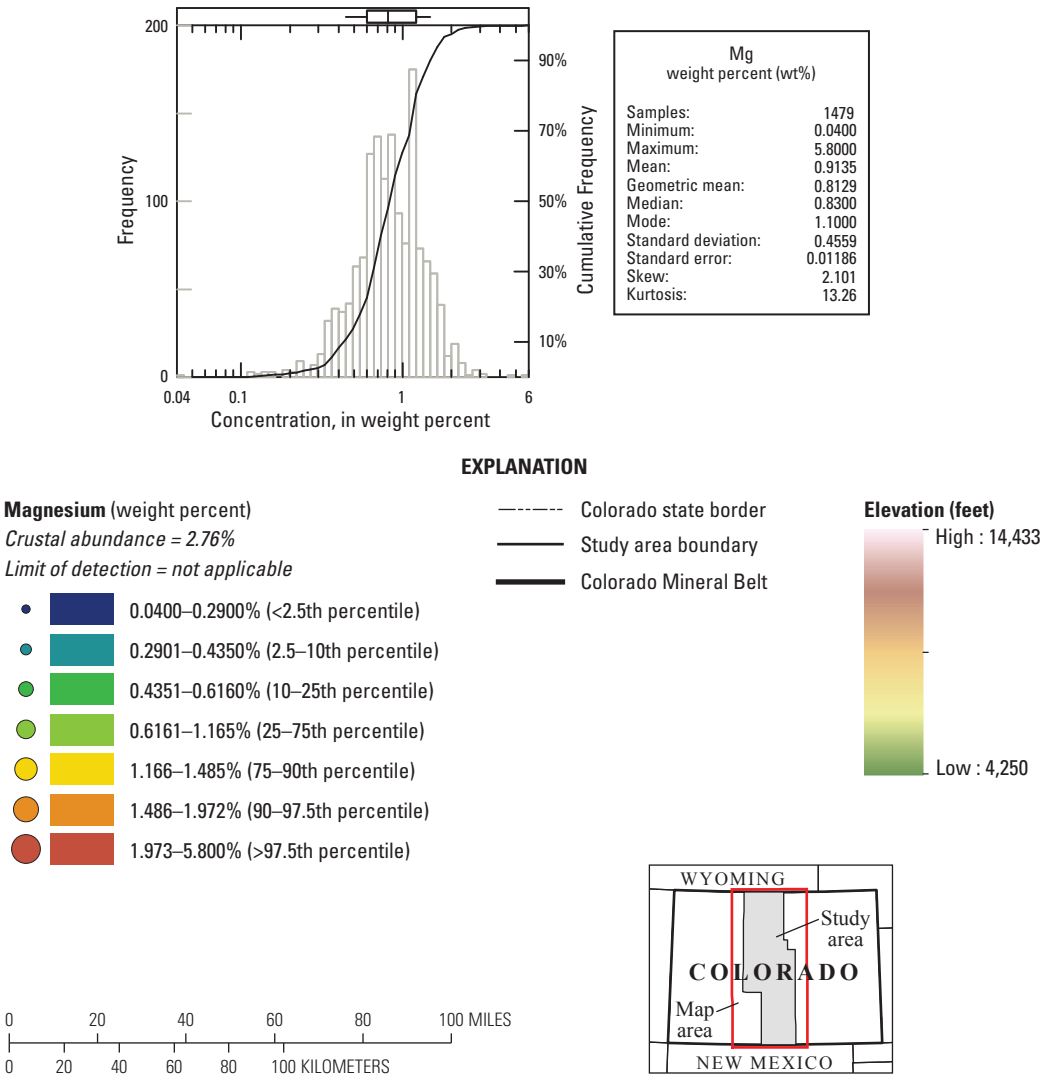 200
100
0
Frequency
90%
70%
50%
30%
10%
Cumulative Frequency
0.04 0.1 1 6
Concentration, in weight percent
Mg
weight percent (wt%)
Samples: 1479
Minimum: 0.0400
Maximum: 5.8000
Mean: 0.9135
Geometric mean: 0.8129
Median: 0.8300
Mode: 1.1000
Standard deviation: 0.4559
Standard error: 0.01186
Skew: 2.101
Kurtosis: 13.26
EXPLANATION
Magnesium (weight percent)
Crustal abundance = 2.76%
Limit of detection = not applicable
0.0400–0.2900% (<2.5th percentile)
0.2901–0.4350% (2.5–10th percentile)
0.4351–0.6160% (10–25th percentile)
0.6161–1.165% (25–75th percentile)
1.166–1.485% (75–90th percentile)
1.486–1.972% (90–97.5th percentile)
1.973–5.800% (>97.5th percentile)
Colorado state border
Study area boundary
Colorado Mineral Belt
Elevation (feet)
High : 14,433
Low : 4,250
WYOMING
Study
area
COLORADO
Map
area
NEW MEXICO
0 20 40 60 80 100 MILES
0 20 40 60 80 100 KILOMETERS